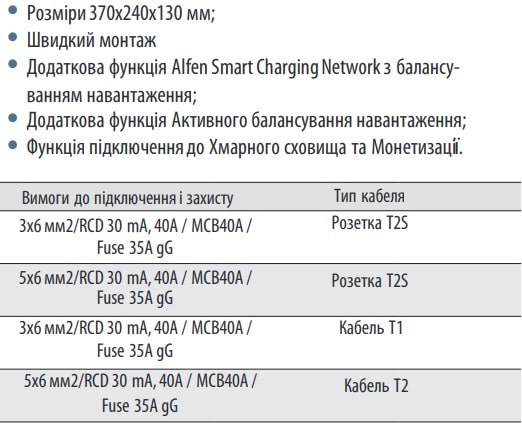 • Розміри 370x240x130 мм;
• Швидкий монтаж
• Додаткова функція Alfen Smart Charging Network з балансу-
ванням навантаження;
• Додаткова функція Активного балансування навантаження;
• Функція підключення до Хмарного сховища та Монетизації.
Вимоги до підключення і захисту Тип кабеля
3x6 мм2/RCD 30 mA, 40A / MCB40A / Розетка T2S
Fuse 35A gG
5x6 мм2/RCD 30 mA, 40A / MCB40A / Розетка T2S
Fuse 35A gG
3x6 мм2/RCD 30 mA, 40A / MCB40A / Кабель T1
Fuse 35A gG
5x6 мм2/RCD 30 mA, 40A / MCB40A / Кабель T2
Fuse 35A gG